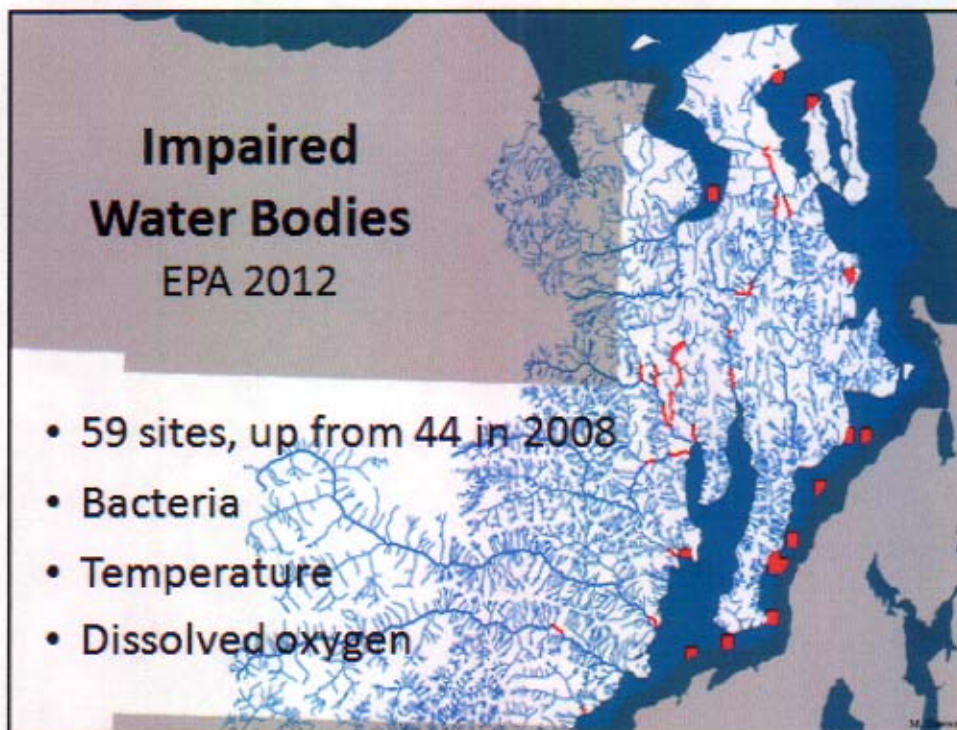 Impaired
Water Bodies
EPA 2012
• 59 sites, up from 44 in 2008
• Bacteria
• Temperature
• Dissolved oxygen
M.